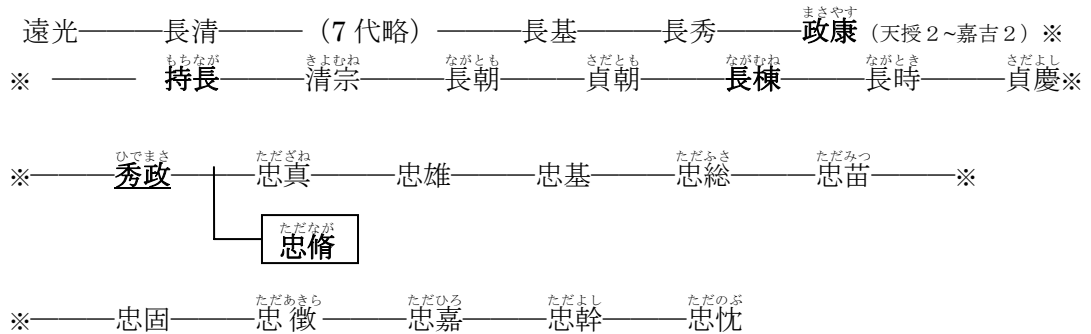 遠光―――長清―――（7 代略）―――長基―――長秀―――政康（まさやす）（天授２~嘉吉２）※
※ ―――持長（もちなが）―――清宗（きよむね）―――長朝（ながとも）―――貞朝（さだとも）―――長棟（ながむね）―――長時（ながとき）―――貞慶（さだよし）※
※―――秀政（ひでまさ）―――忠真（ただざね）―――忠雄―――忠基―――忠総（ただふさ）―――忠苗（ただみつ）―――※
忠脩（ただなが）
※―――忠固―――忠徴（ただあきら）―――忠嘉（ただひろ）―――忠幹（ただよし）―――忠忱（ただのぶ）